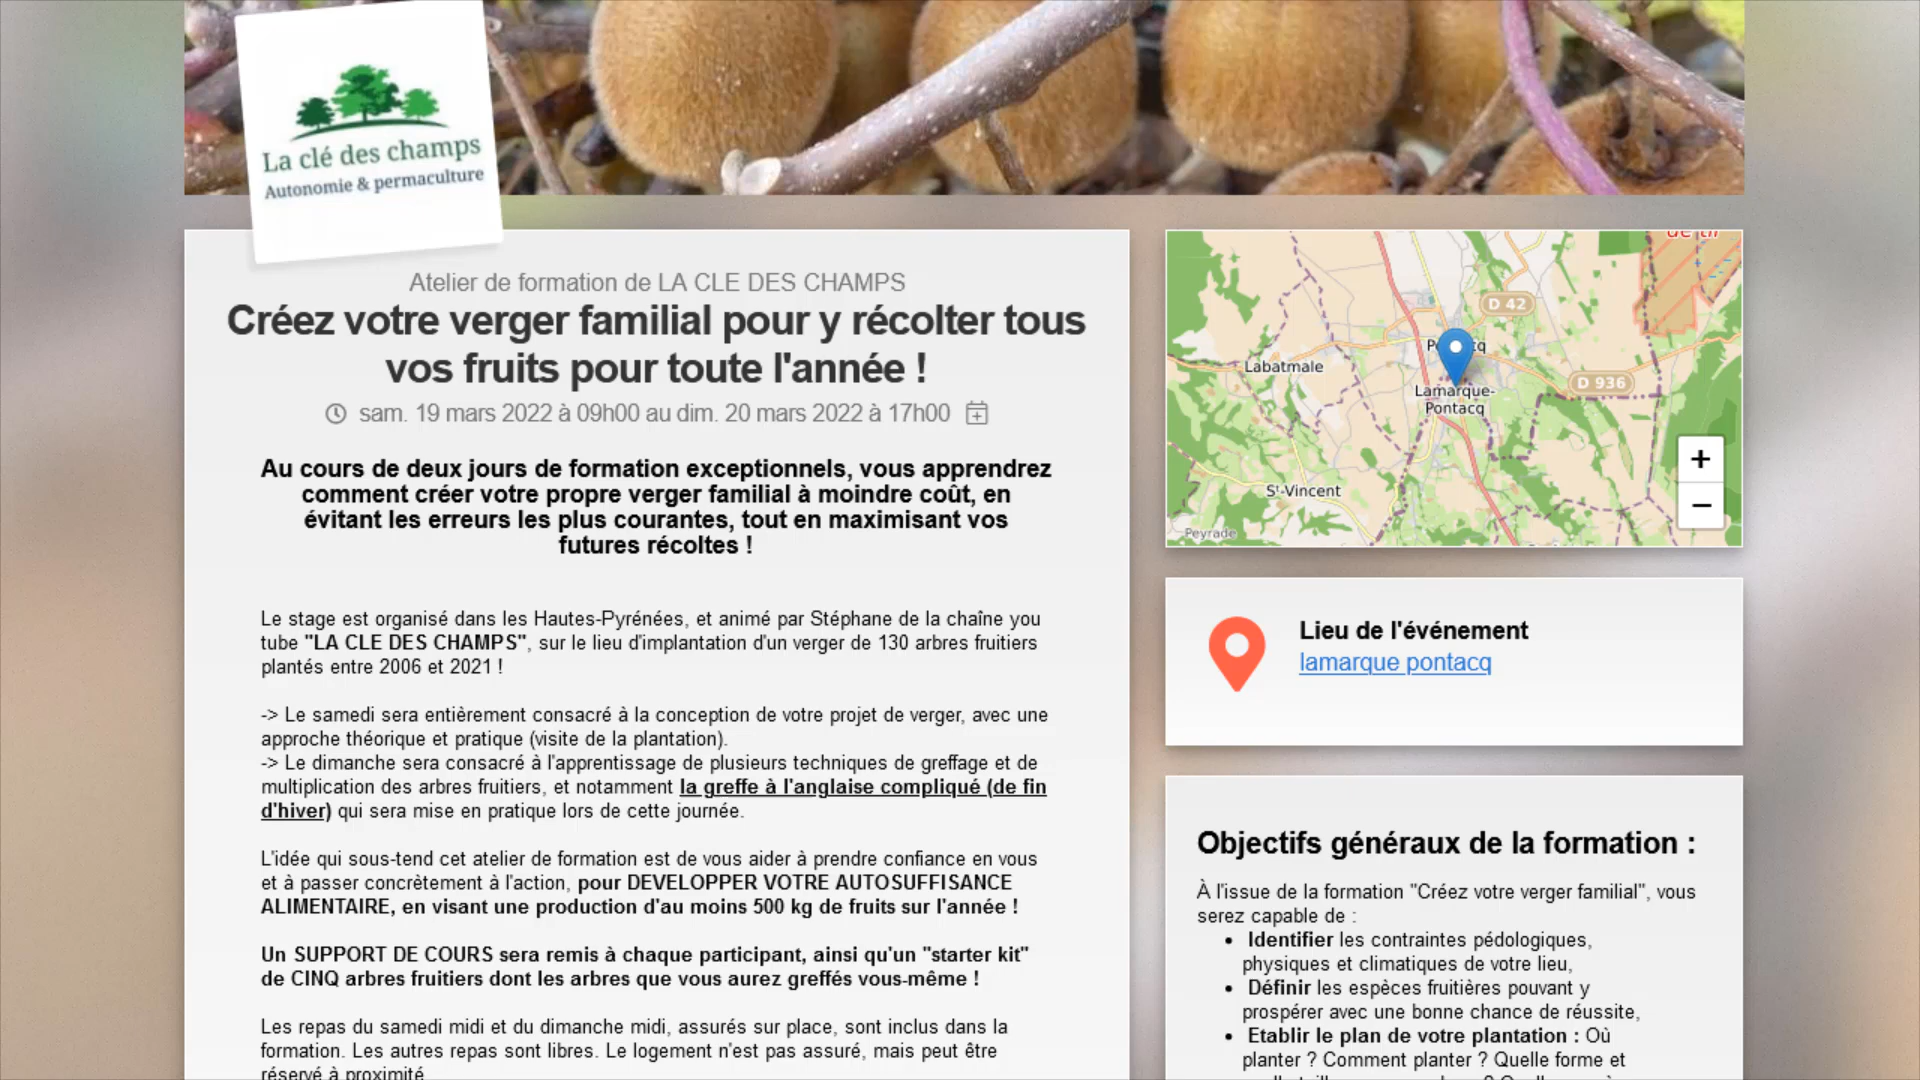 La clé des champs
Autonomie & permaculture
Atelier de formation de LA CLE DES CHAMPS
Créez votre verger familial pour y récolter tous
vos fruits pour toute l'année !
sam. 19 mars 2022 à 09h00 au dim. 20 mars 2022 à 17h00
Au cours de deux jours de formation exceptionnels, vous apprendrez
comment créer votre propre verger familial à moindre coût, en
évitant les erreurs les plus courantes, tout en maximisant vos
futures récoltes !
Le stage est organisé dans les Hautes-Pyrénées, et animé par Stéphane de la chaîne you
tube "LA CLE DES CHAMPS", sur le lieu d'implantation d'un verger de 130 arbres fruitiers
plantés entre 2006 et 2021 !
-> Le samedi sera entièrement consacré à la conception de votre projet de verger, avec une
approche théorique et pratique (visite de la plantation).
-> Le dimanche sera consacré à l'apprentissage de plusieurs techniques de greffage et de
multiplication des arbres fruitiers, et notamment la greffe à l'anglaise compliqué (de fin
d'hiver) qui sera mise en pratique lors de cette journée.
L'idée qui sous-tend cet atelier de formation est de vous aider à prendre confiance en vous
et à passer concrètement à l'action, pour DEVELOPPER VOTRE AUTOSUFFISANCE
ALIMENTAIRE, en visant une production d'au moins 500 kg de fruits sur l'année !
Un SUPPORT DE COURS sera remis à chaque participant, ainsi qu'un "starter kit"
de CINQ arbres fruitiers dont les arbres que vous aurez greffés vous-même !
Les repas du samedi midi et du dimanche midi, assurés sur place, sont inclus dans la
formation. Les autres repas sont libres. Le logement n'est pas assuré, mais peut être
réservé à proximité
D 42
Labatmale
D 936
Lamarque-
Pontacq
St-Vincent
Peyrade
+
−
Lieu de l'événement
lamarque pontacq
Objectifs généraux de la formation :
À l'issue de la formation "Créez votre verger familial", vous
serez capable de :
• Identifier les contraintes pédologiques,
physiques et climatiques de votre lieu,
• Définir les espèces fruitières pouvant y
prospérer avec une bonne chance de réussite,
• Etablir le plan de votre plantation : Où
planter ? Comment planter ? Quelle forme et